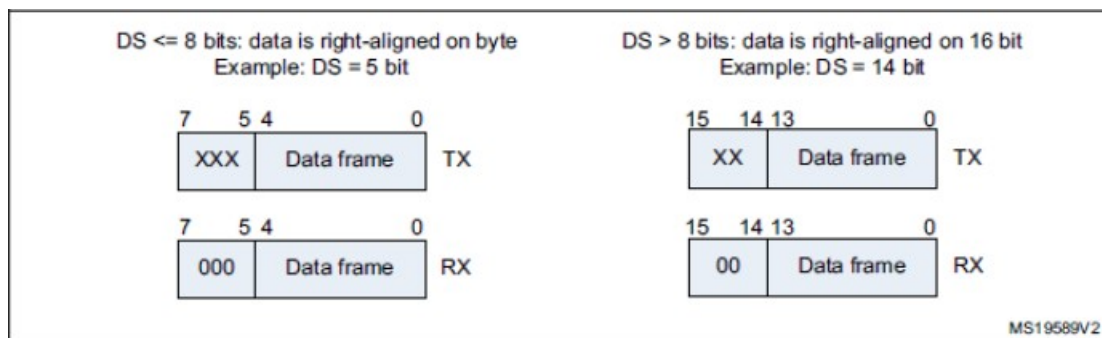 DS <= 8 bits: data is right-aligned on byte
Example: DS = 5 bit
DS > 8 bits: data is right-aligned on 16 bit
Example: DS = 14 bit
7 5 4 0
XXX Data frame TX
7 5 4 0
000 Data frame RX
15 14 13 0
XX Data frame TX
15 14 13 0
00 Data frame RX
MS19589V2